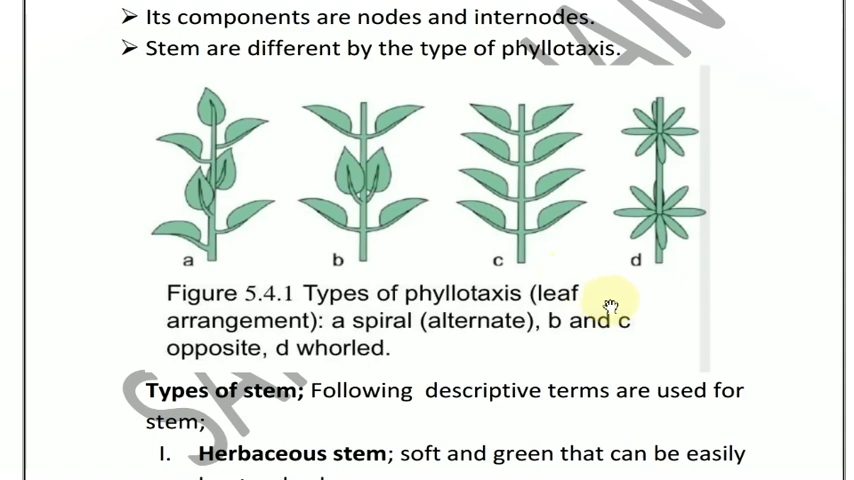 ➢ Its components are nodes and internodes.
➢ Stem are different by the type of phyllotaxis.
a b c d
Figure 5.4.1 Types of phyllotaxis (leaf
arrangement): a spiral (alternate), b and c
opposite, d whorled.
Types of stem; Following descriptive terms are used for
stem;
I. Herbaceous stem; soft and green that can be easily